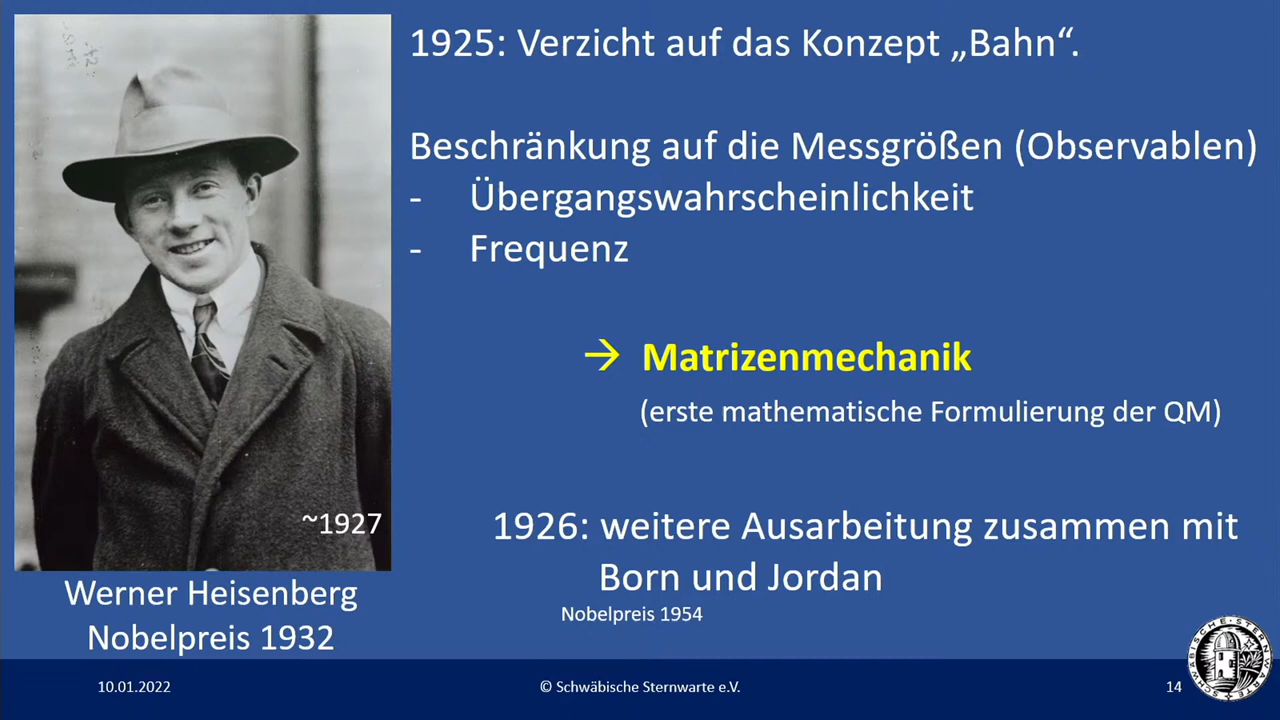 1925: Verzicht auf das Konzept „Bahn“.
Beschränkung auf die Messgrößen (Observablen)
- Übergangswahrscheinlichkeit
- Frequenz
→ Matrizenmechanik
(erste mathematische Formulierung der QM)
~1927
1926: weitere Ausarbeitung zusammen mit
Born und Jordan
Nobelpreis 1954
Werner Heisenberg
Nobelpreis 1932
10.01.2022
© Schwäbische Sternwarte e.V.
14
SCHWÄBISCHE · STERNWARTE